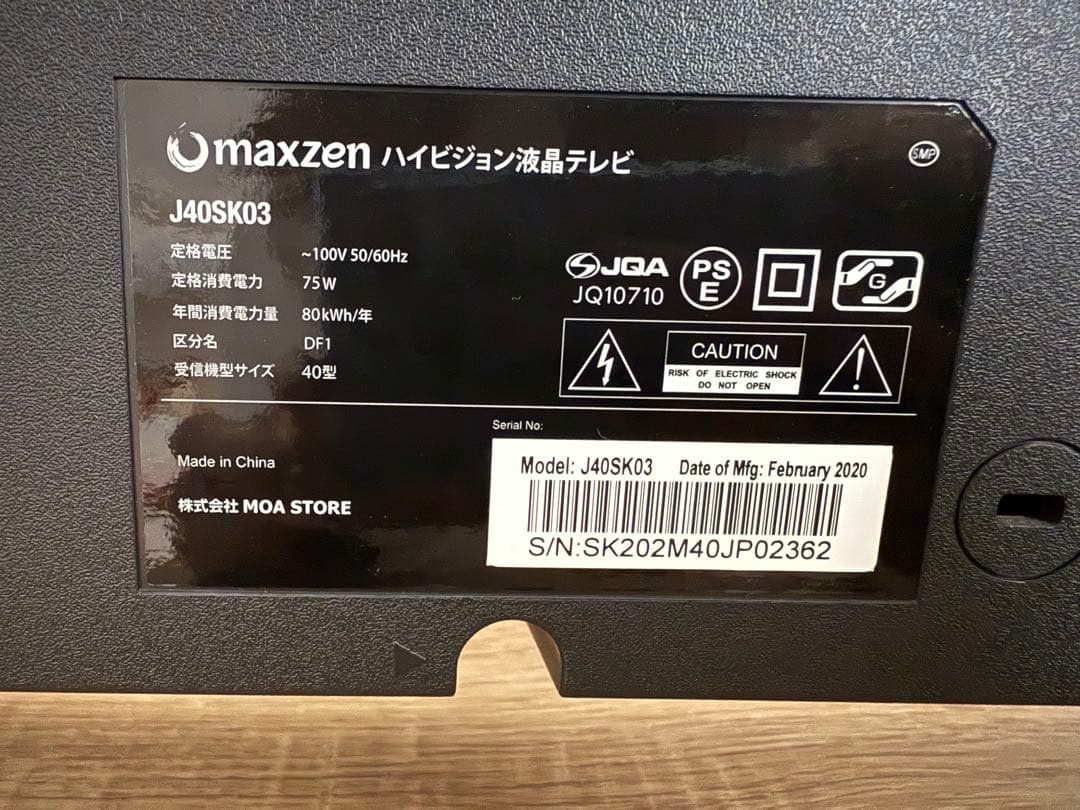 maxzen ハイビジョン液晶テレビ
SMP
J40SK03
定格電圧 ~100V 50/60Hz
定格消費電力 75W
年間消費電力量 80kWh/年
区分名 DF1
受信機型サイズ 40型
JQA
JQ10710
PS
E
G
CAUTION
RISK OF ELECTRIC SHOCK
DO NOT OPEN
Made in China
株式会社 MOA STORE
Serial No:
Model: J40SK03 Date of Mfg: February 2020
S/N:SK202M40JP02362